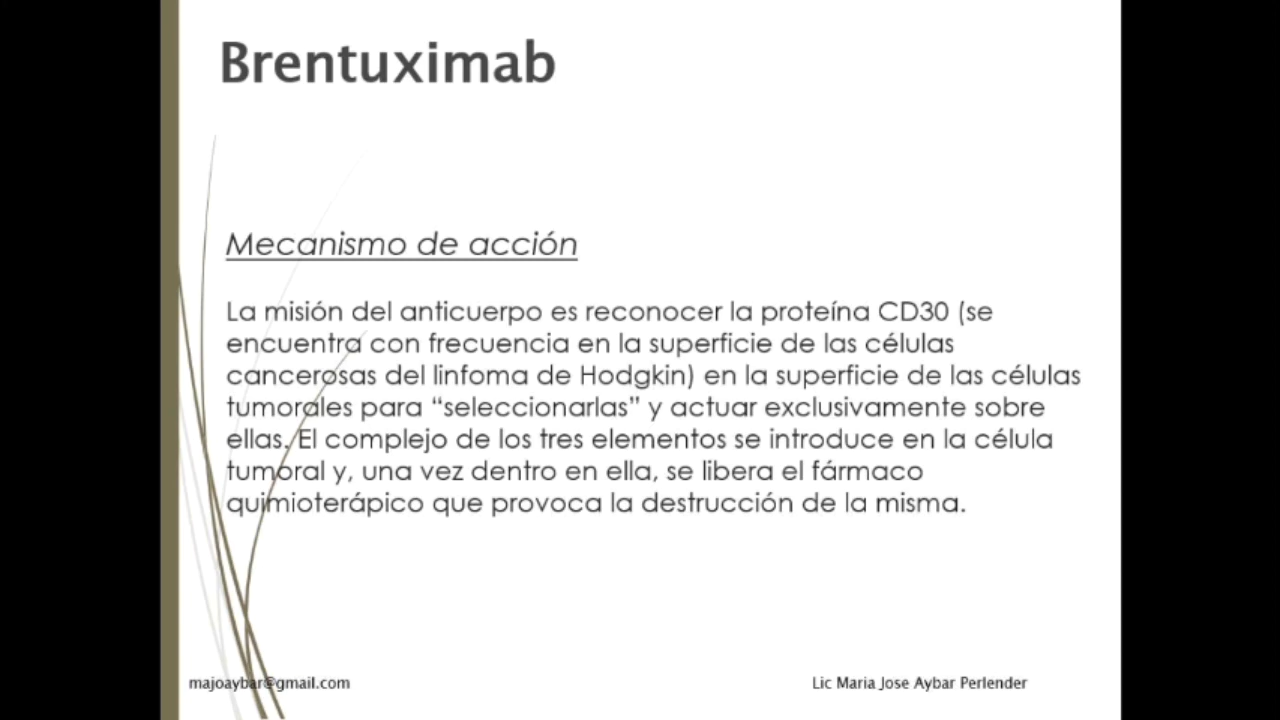 Brentuximab
Mecanismo de acción
La misión del anticuerpo es reconocer la proteína CD30 (se
encuentra con frecuencia en la superficie de las células
cancerosas del linfoma de Hodgkin) en la superficie de las células
tumorales para “seleccionarlas” y actuar exclusivamente sobre
ellas. El complejo de los tres elementos se introduce en la célula
tumoral y, una vez dentro en ella, se libera el fármaco
quimioterápico que provoca la destrucción de la misma.
majoaybar@gmail.com
Lic Maria Jose Aybar Perlender